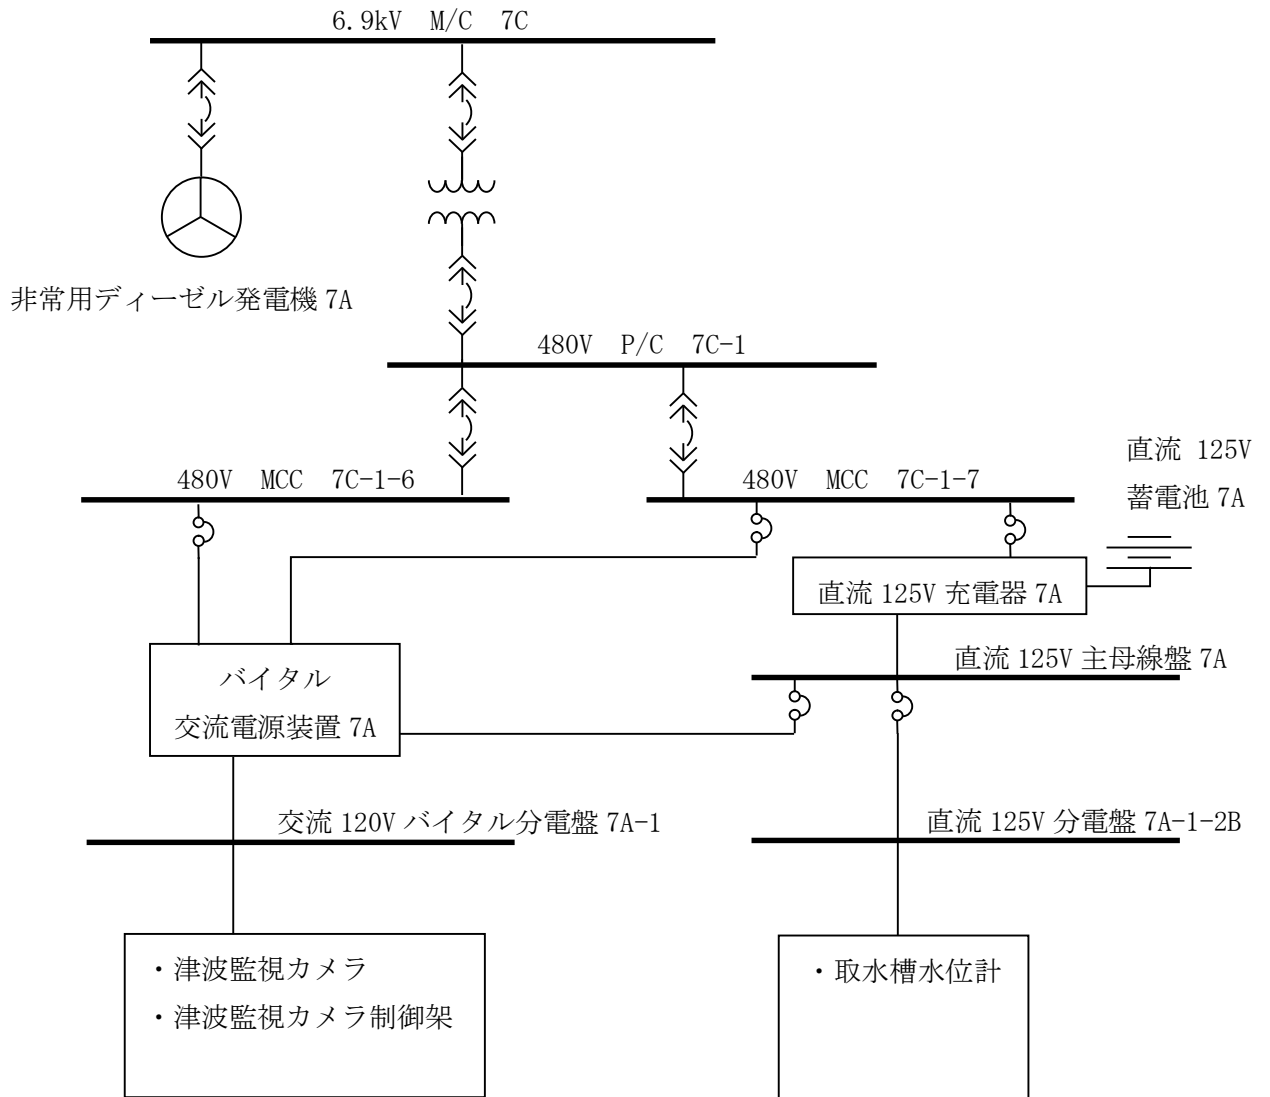 6.9kV M/C 7C
非常用ディーゼル発電機 7A
480V P/C 7C-1
480V MCC 7C-1-6
480V MCC 7C-1-7
直流 125V
蓄電池 7A
直流 125V 充電器 7A
直流 125V 主母線盤 7A
バイタル
交流電源装置 7A
交流 120V バイタル分電盤 7A-1
直流 125V 分電盤 7A-1-2B
・津波監視カメラ
・津波監視カメラ制御架
・取水槽水位計